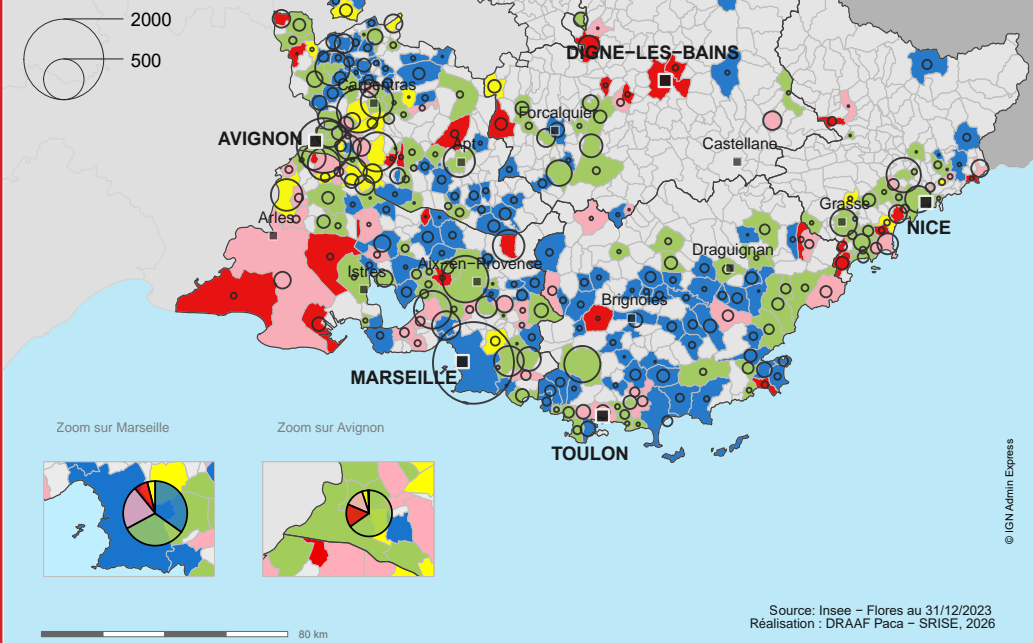 2000
500
DIGNE−LES−BAINS
Carpentras
Forcalquier
AVIGNON
Apt
Castellane
Grasse
Arles
NICE
Draguignan
Aix−en−Provence
Istres
Brignoles
MARSEILLE
TOULON
Zoom sur Marseille
Zoom sur Avignon
© IGN Admin Express
Source: Insee − Flores au 31/12/2023
Réalisation : DRAAF Paca − SRISE, 2026
80 km